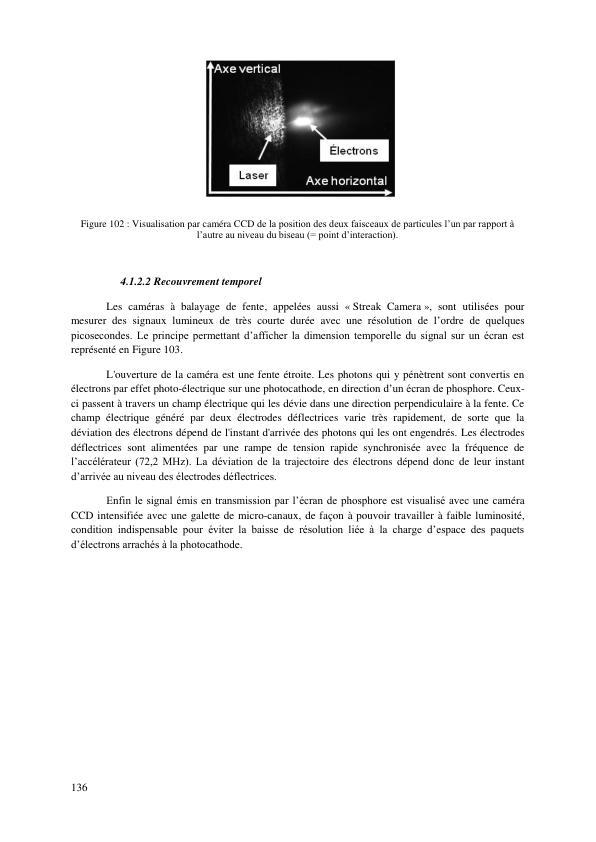 Axe vertical
Électrons
Laser
Axe horizontal
Figure 102 : Visualisation par caméra CCD de la position des deux faisceaux de particules l’un par rapport à
l’autre au niveau du biseau (= point d’interaction).
4.1.2.2 Recouvrement temporel
Les caméras à balayage de fente, appelées aussi « Streak Camera », sont utilisées pour
mesurer des signaux lumineux de très courte durée avec une résolution de l’ordre de quelques
picosecondes. Le principe permettant d’afficher la dimension temporelle du signal sur un écran est
représenté en Figure 103.
L'ouverture de la caméra est une fente étroite. Les photons qui y pénètrent sont convertis en
électrons par effet photo-électrique sur une photocathode, en direction d’un écran de phosphore. Ceux-
ci passent à travers un champ électrique qui les dévie dans une direction perpendiculaire à la fente. Ce
champ électrique généré par deux électrodes déflectrices varie très rapidement, de sorte que la
déviation des électrons dépend de l'instant d'arrivée des photons qui les ont engendrés. Les électrodes
déflectrices sont alimentées par une rampe de tension rapide synchronisée avec la fréquence de
l’accélérateur (72,2 MHz). La déviation de la trajectoire des électrons dépend donc de leur instant
d’arrivée au niveau des électrodes déflectrices.
Enfin le signal émis en transmission par l’écran de phosphore est visualisé avec une caméra
CCD intensifiée avec une galette de micro-canaux, de façon à pouvoir travailler à faible luminosité,
condition indispensable pour éviter la baisse de résolution liée à la charge d’espace des paquets
d’électrons arrachés à la photocathode.
136